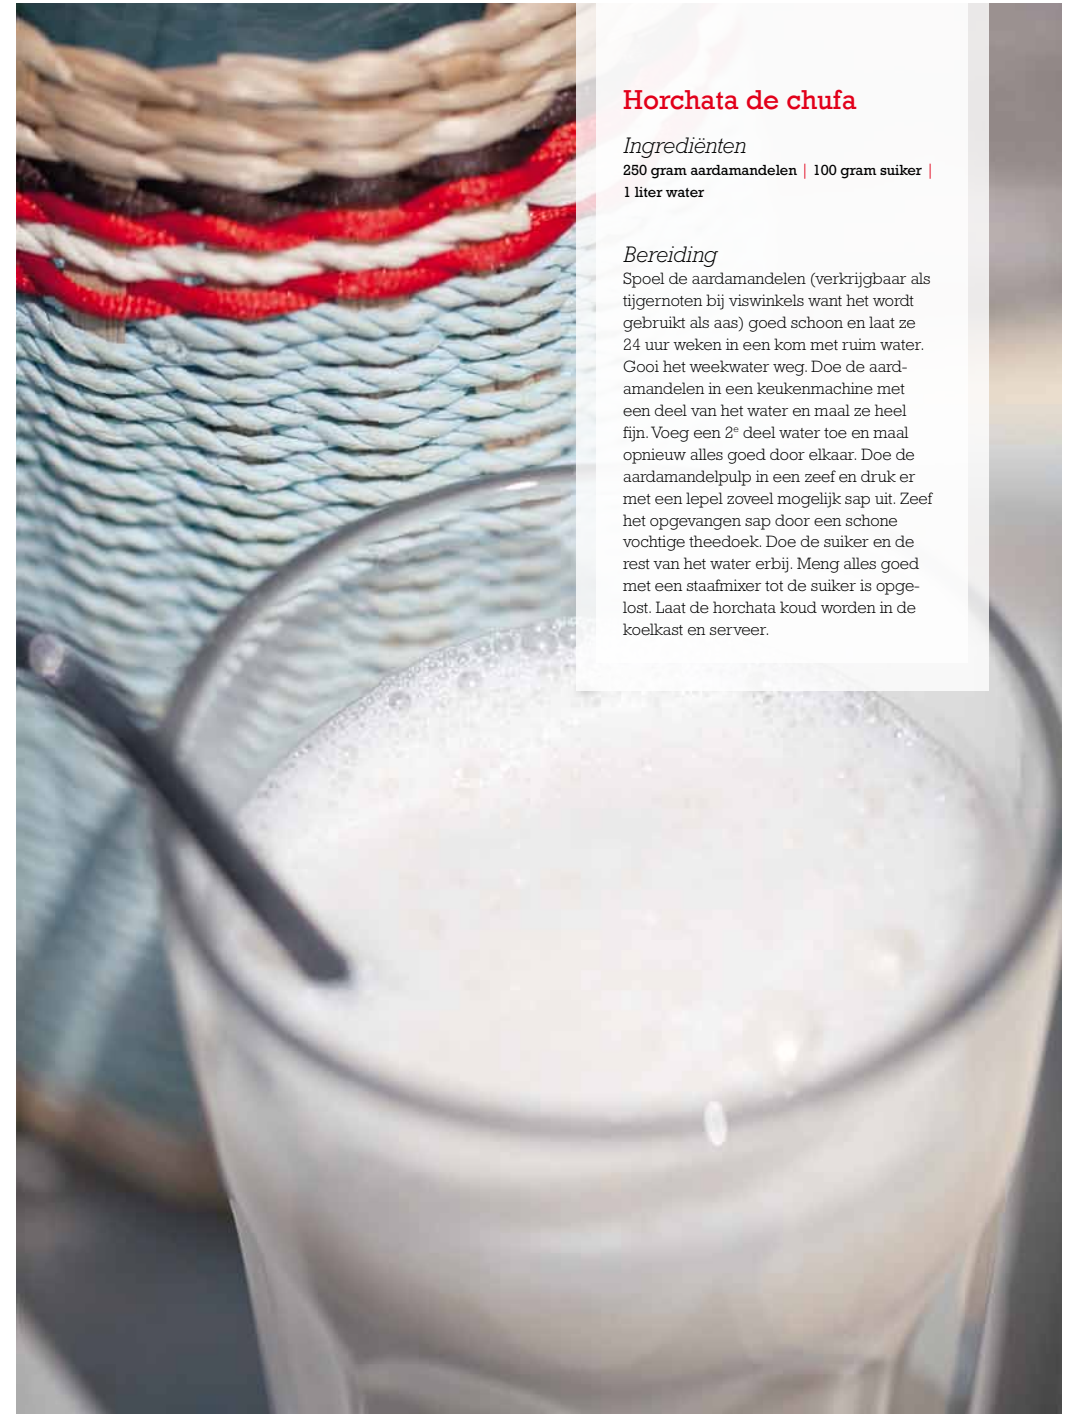 Horchata de chufa
Ingrediënten
250 gram aardamandelen | 100 gram suiker |
1 liter water
Bereiding
Spoel de aardamandelen (verkrijgbaar als
tijgernoten bij viswinkels want het wordt
gebruikt als aas) goed schoon en laat ze
24 uur weken in een kom met ruim water.
Gooi het weekwater weg. Doe de aard-
amandelen in een keukenmachine met
een deel van het water en maal ze heel
fijn. Voeg een 2e deel water toe en maal
opnieuw alles goed door elkaar. Doe de
aardamandelpulp in een zeef en druk er
met een lepel zoveel mogelijk sap uit. Zeef
het opgevangen sap door een schone
vochtige theedoek. Doe de suiker en de
rest van het water erbij. Meng alles goed
met een staafmixer tot de suiker is opge-
lost. Laat de horchata koud worden in de
koelkast en serveer.